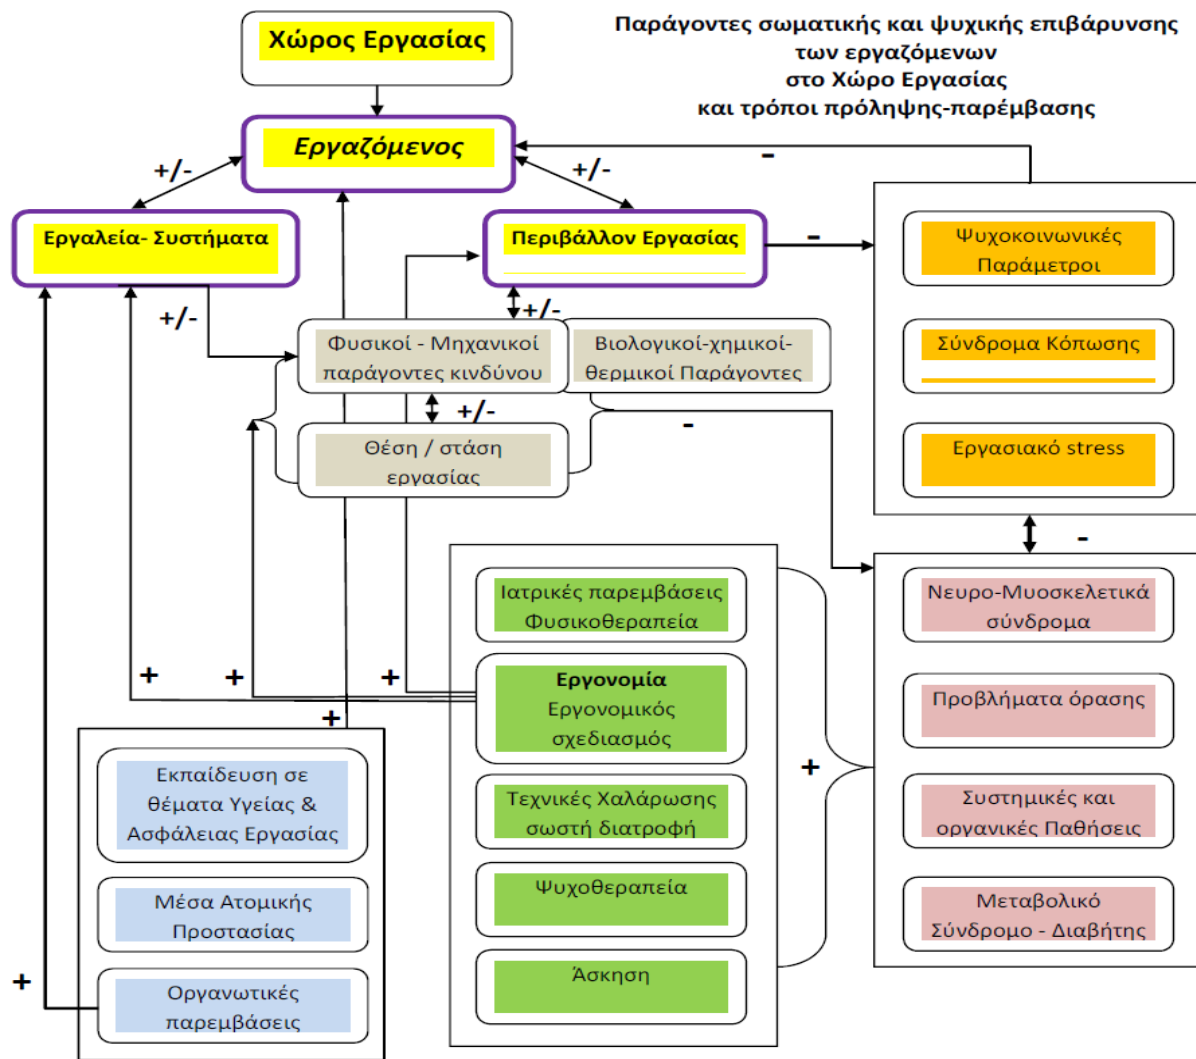 Χώρος Εργασίας
Παράγοντες σωματικής και ψυχικής επιβάρυνσης
των εργαζόμενων
στο Χώρο Εργασίας
και τρόποι πρόληψης-παρέμβασης
Εργαζόμενος
-
+/-
+/-
Εργαλεία- Συστήματα
Περιβάλλον Εργασίας
-
Ψυχοκοινωνικές
Παράμετροι
+/-
+/-
Φυσικοί - Μηχανικοί
παράγοντες κινδύνου
Βιολογικοί-χημικοί-
θερμικοί Παράγοντες
Σύνδρομα Κόπωσης
+/-
-
Θέση / στάση
εργασίας
Εργασιακό stress
-
Ιατρικές παρεμβάσεις
Φυσικοθεραπεία
Νευρο-Μυοσκελετικά
σύνδρομα
+
+
Εργονομία
Εργονομικός
σχεδιασμός
Προβλήματα όρασης
+
+
Εκπαίδευση σε
θέματα Υγείας &
Ασφάλειας Εργασίας
Τεχνικές Χαλάρωσης
σωστή διατροφή
Συστημικές και
οργανικές Παθήσεις
Μέσα Ατομικής
Προστασίας
Ψυχοθεραπεία
Μεταβολικό
Σύνδρομο - Διαβήτης
+
Οργανωτικές
παρεμβάσεις
Άσκηση